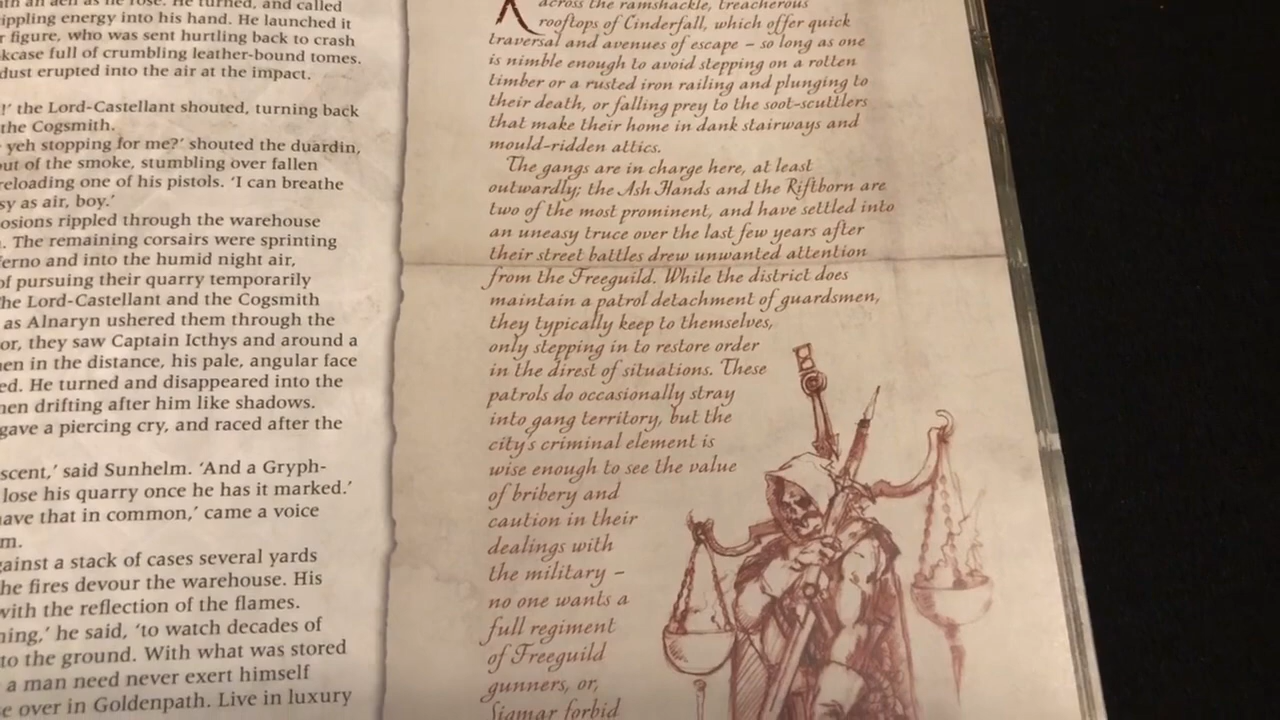 with an aen as he rose. He turned, and called
rippling energy into his hand. He launched it
r figure, who was sent hurtling back to crash
kcase full of crumbling leather-bound tomes.
dust erupted into the air at the impact.
!' the Lord-Castellant shouted, turning back
the Cogsmith.
yeh stopping for me?' shouted the duardin,
out of the smoke, stumbling over fallen
reloading one of his pistols. 'I can breathe
sy as air, boy.'
osions rippled through the warehouse
. The remaining corsairs were sprinting
ferno and into the humid night air,
of pursuing their quarry temporarily
The Lord-Castellant and the Cogsmith
as Alnaryn ushered them through the
or, they saw Captain Icthys and around a
men in the distance, his pale, angular face
ed. He turned and disappeared into the
men drifting after him like shadows.
gave a piercing cry, and raced after the
scent,' said Sunhelm. 'And a Gryph-
lose his quarry once he has it marked.'
have that in common,' came a voice
m.
gainst a stack of cases several yards
he fires devour the warehouse. His
with the reflection of the flames.
ning,' he said, 'to watch decades of
to the ground. With what was stored
a man need never exert himself
e over in Goldenpath. Live in luxury
across the ramshackle, treacherous
rooftops of Cinderfall, which offer quick
traversal and avenues of escape – so long as one
is nimble enough to avoid stepping on a rotten
timber or a rusted iron railing and plunging to
their death, or falling prey to the soot-scuttlers
that make their home in dank stairways and
mould-ridden attics.
The gangs are in charge here, at least
outwardly; the Ash Hands and the Riftborn are
two of the most prominent, and have settled into
an uneasy truce over the last few years after
their street battles drew unwanted attention
from the Freeguild. While the district does
maintain a patrol detachment of guardsmen,
they typically keep to themselves,
only stepping in to restore order
in the direst of situations. These
patrols do occasionally stray
into gang territory, but the
city's criminal element is
wise enough to see the value
of bribery and
caution in their
dealings with
the military –
no one wants a
full regiment
of Freeguild
gunners, or,
Sigmar forbid